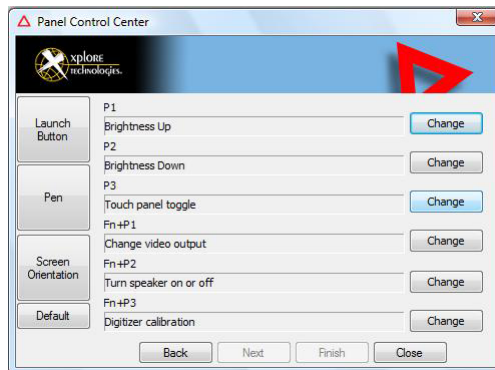 Panel Control Center
xplORE
TECHNOLOGIES.
Launch
Button
Pen
Screen
Orientation
Default
P1
Brightness Up
Change
P2
Brightness Down
Change
P3
Touch panel toggle
Change
Fn+P1
Change video output
Change
Fn+P2
Turn speaker on or off
Change
Fn+P3
Digitizer calibration
Change
Back
Next
Finish
Close